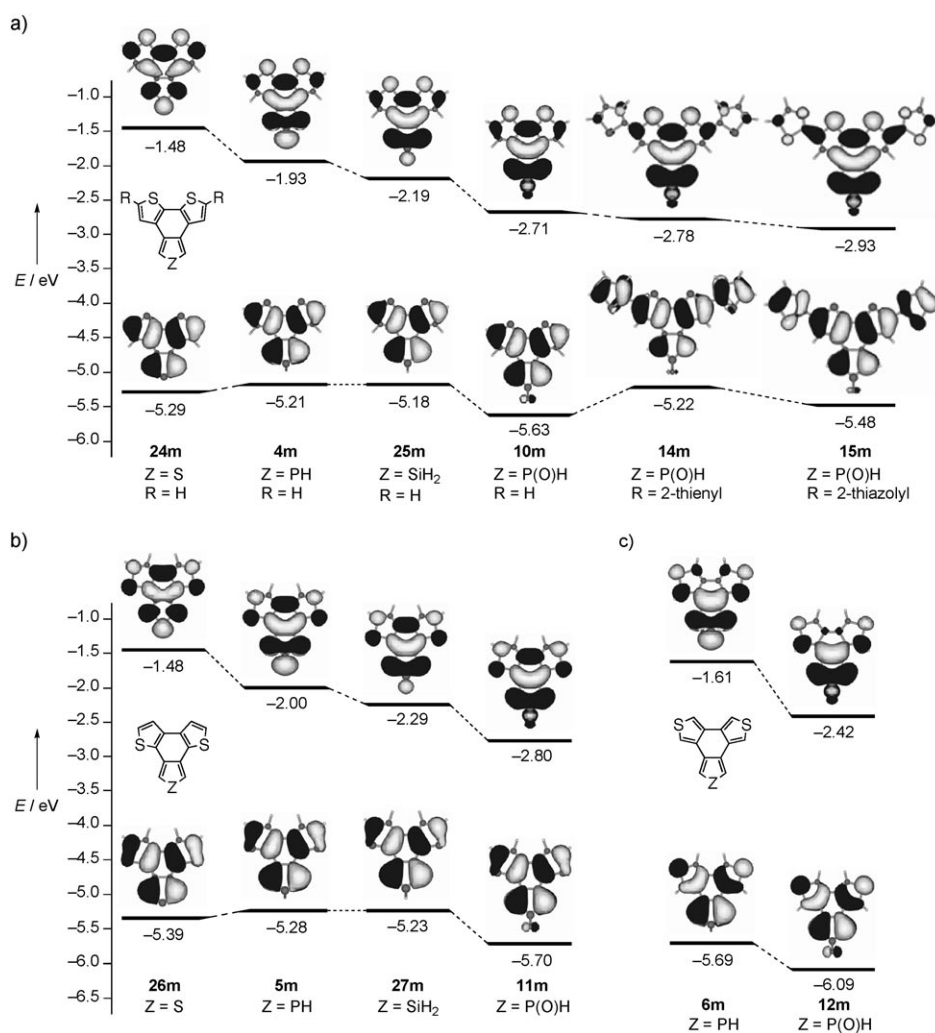 a)
−1.0
−1.5
−2.0
−2.5
−3.0
−3.5
−4.0
−4.5
−5.0
−5.5
−6.0
E / eV
−1.48
−1.93
−2.19
−2.71
−2.78
−2.93
R S S R
Z
−5.29
−5.21
−5.18
−5.63
−5.22
−5.48
24m 4m 25m 10m 14m 15m
Z = S Z = PH Z = SiH2 Z = P(O)H Z = P(O)H Z = P(O)H
R = H R = H R = H R = H R = 2-thienyl R = 2-thiazolyl
b)
−1.0
−1.5
−2.0
−2.5
−3.0
−3.5
−4.0
−4.5
−5.0
−5.5
−6.0
−6.5
E / eV
−1.48
−2.00
−2.29
−2.80
S S
Z
−5.39
−5.28
−5.23
−5.70
26m 5m 27m 11m
Z = S Z = PH Z = SiH2 Z = P(O)H
c)
−1.61
−2.42
S S
Z
−5.69
−6.09
6m 12m
Z = PH Z = P(O)H